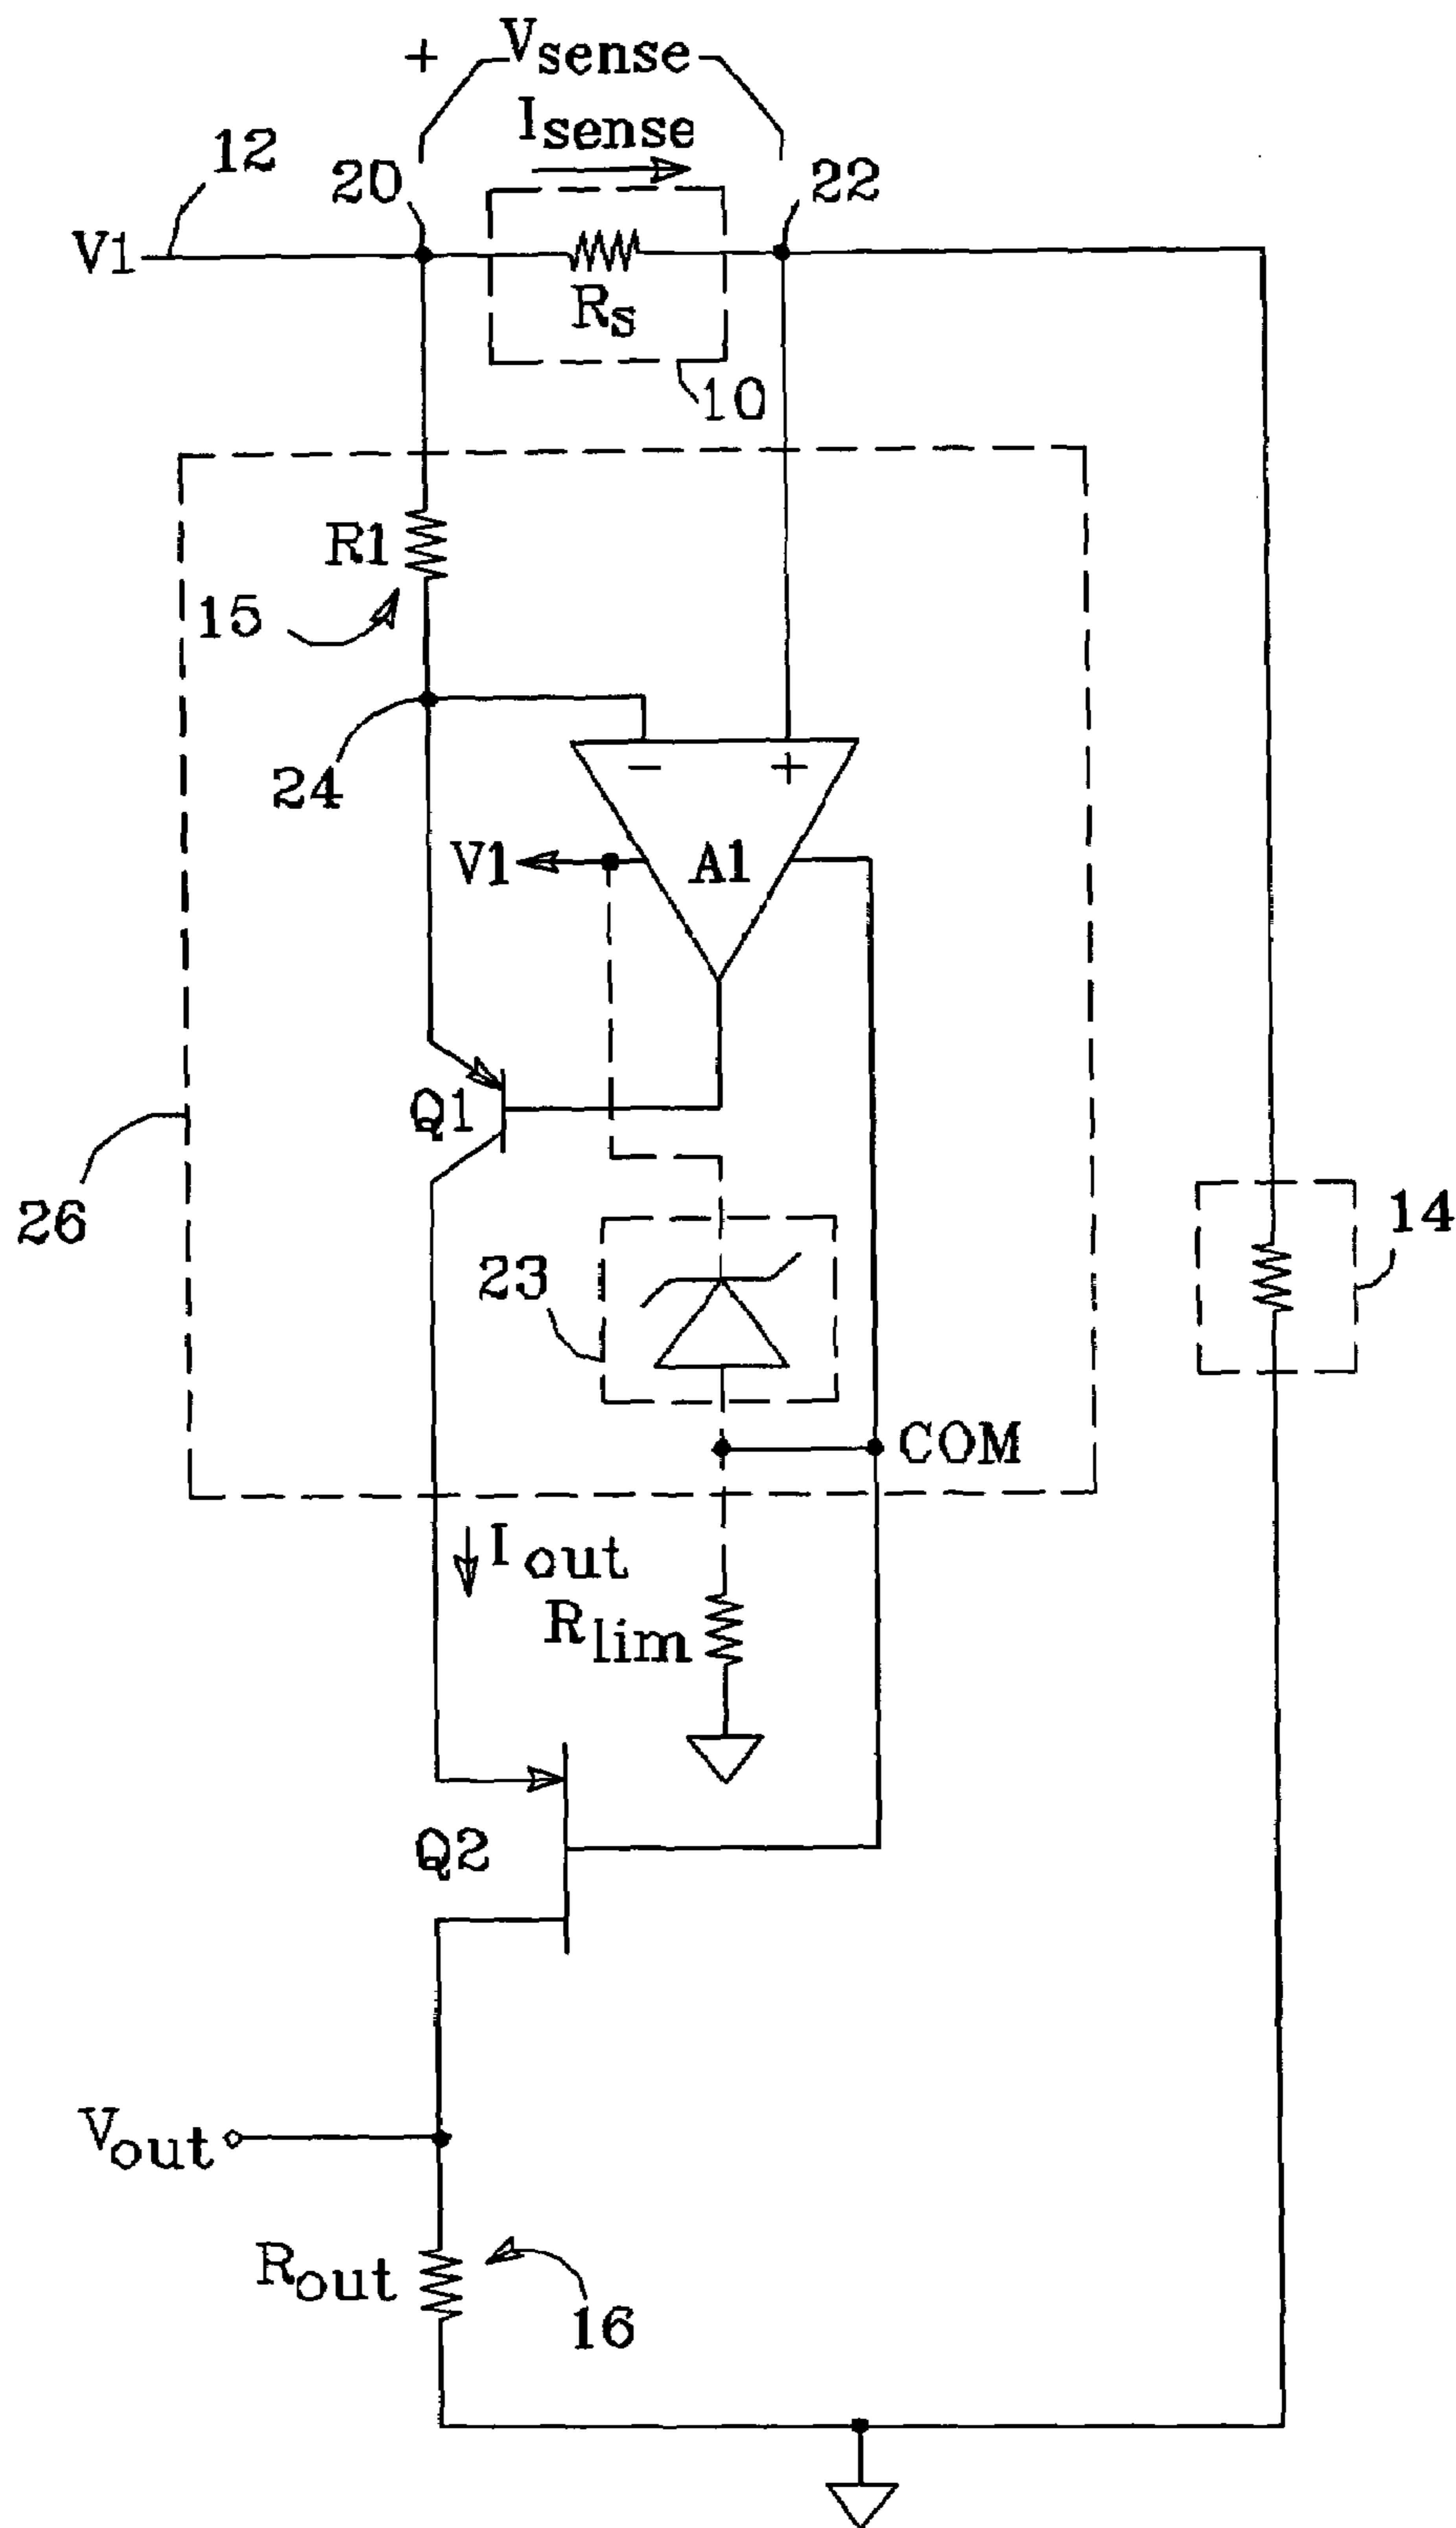 + Vsense
Isense
12
20
22
V1
Rs
10
R1
15
24
- +
V1
A1
Q1
26
23
14
COM
Iout
Rlim
Q2
Vout
Rout
16